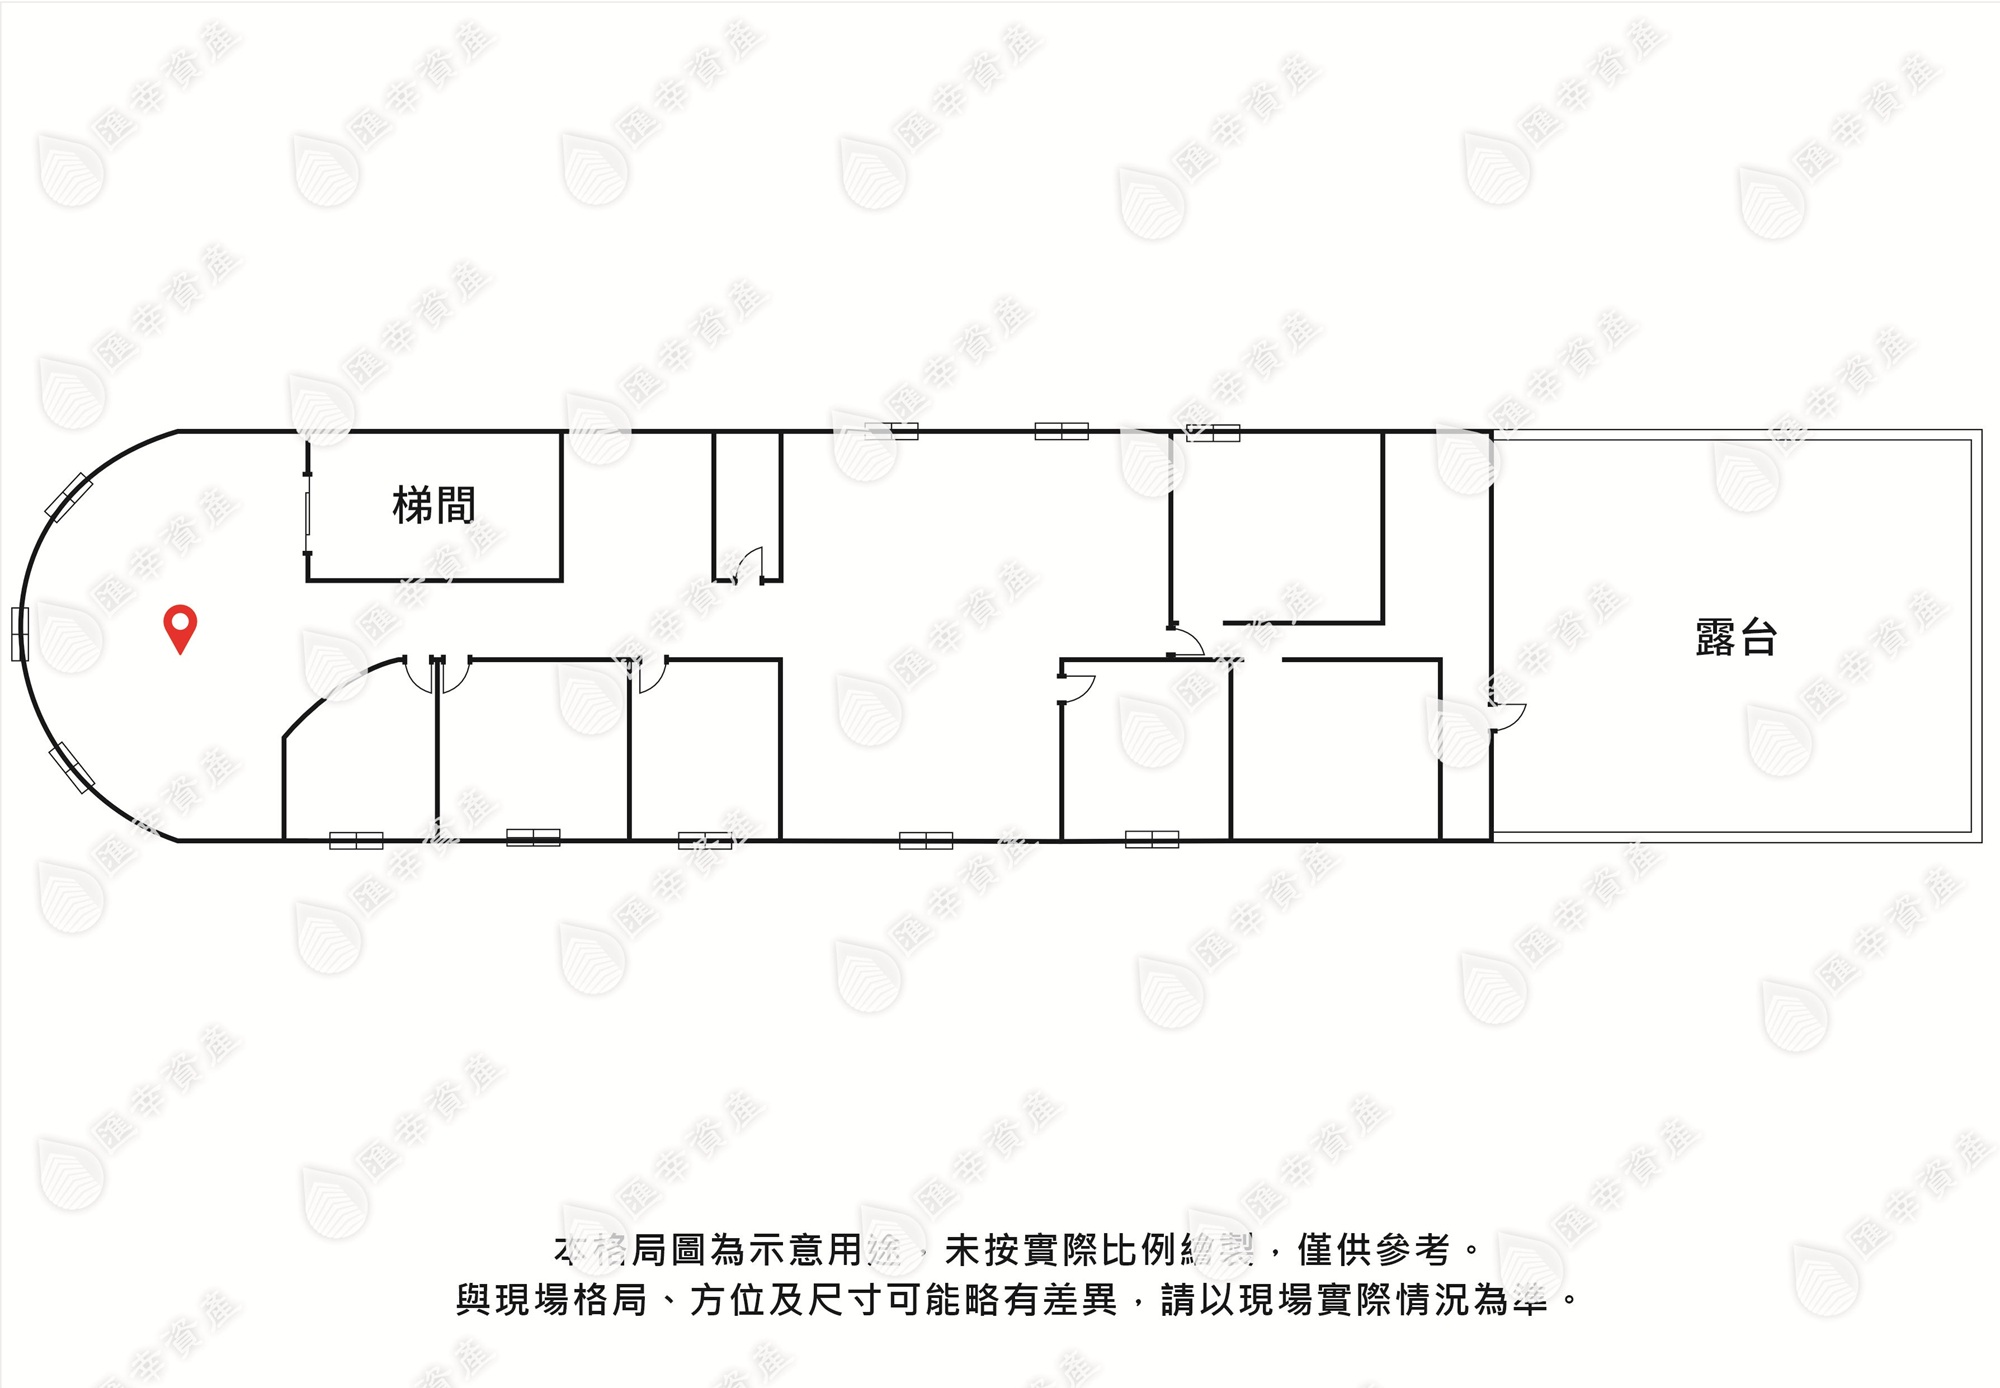 梯間
露台
本格局圖為示意用途，未按實際比例繪製，僅供參考。
與現場格局、方位及尺寸可能略有差異，請以現場實際情況為準。
匯幸資產